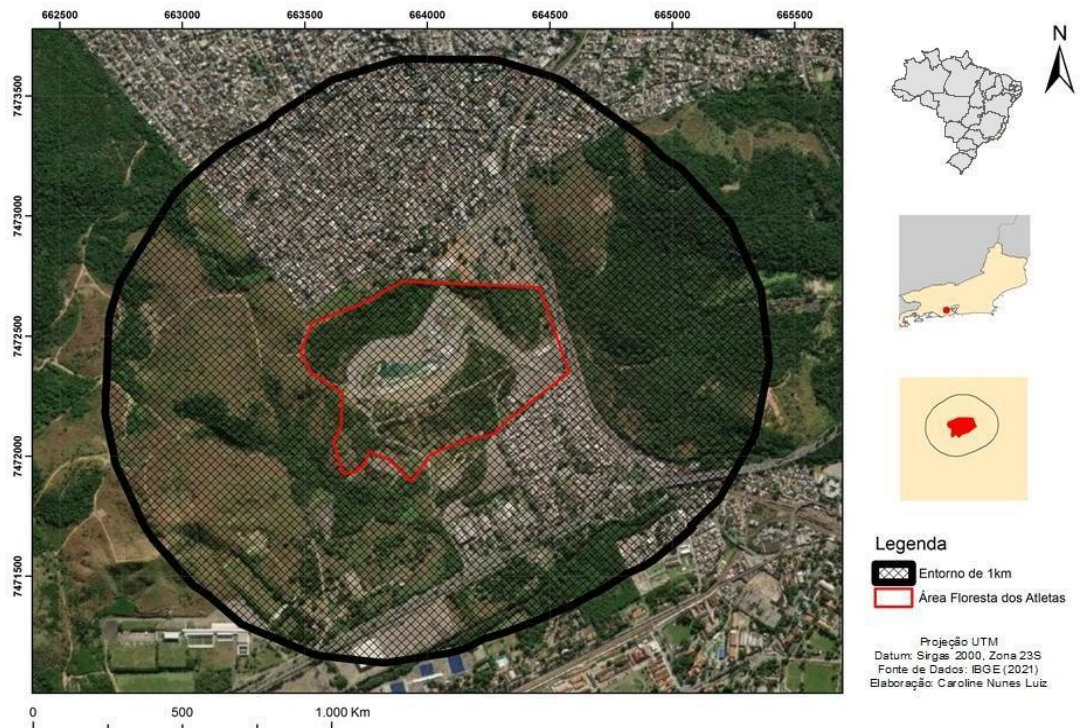 662500 663000 663500 664000 664500 665000 665500
7473500
7473000
7472500
7472000
7471500
N
Legenda
Entorno de 1km
Área Floresta dos Atletas
Projeção UTM
Datum: Sirgas 2000, Zona 23S
Fonte de Dados: IBGE (2021)
Elaboração: Caroline Nunes Luiz
0 500 1.000 Km